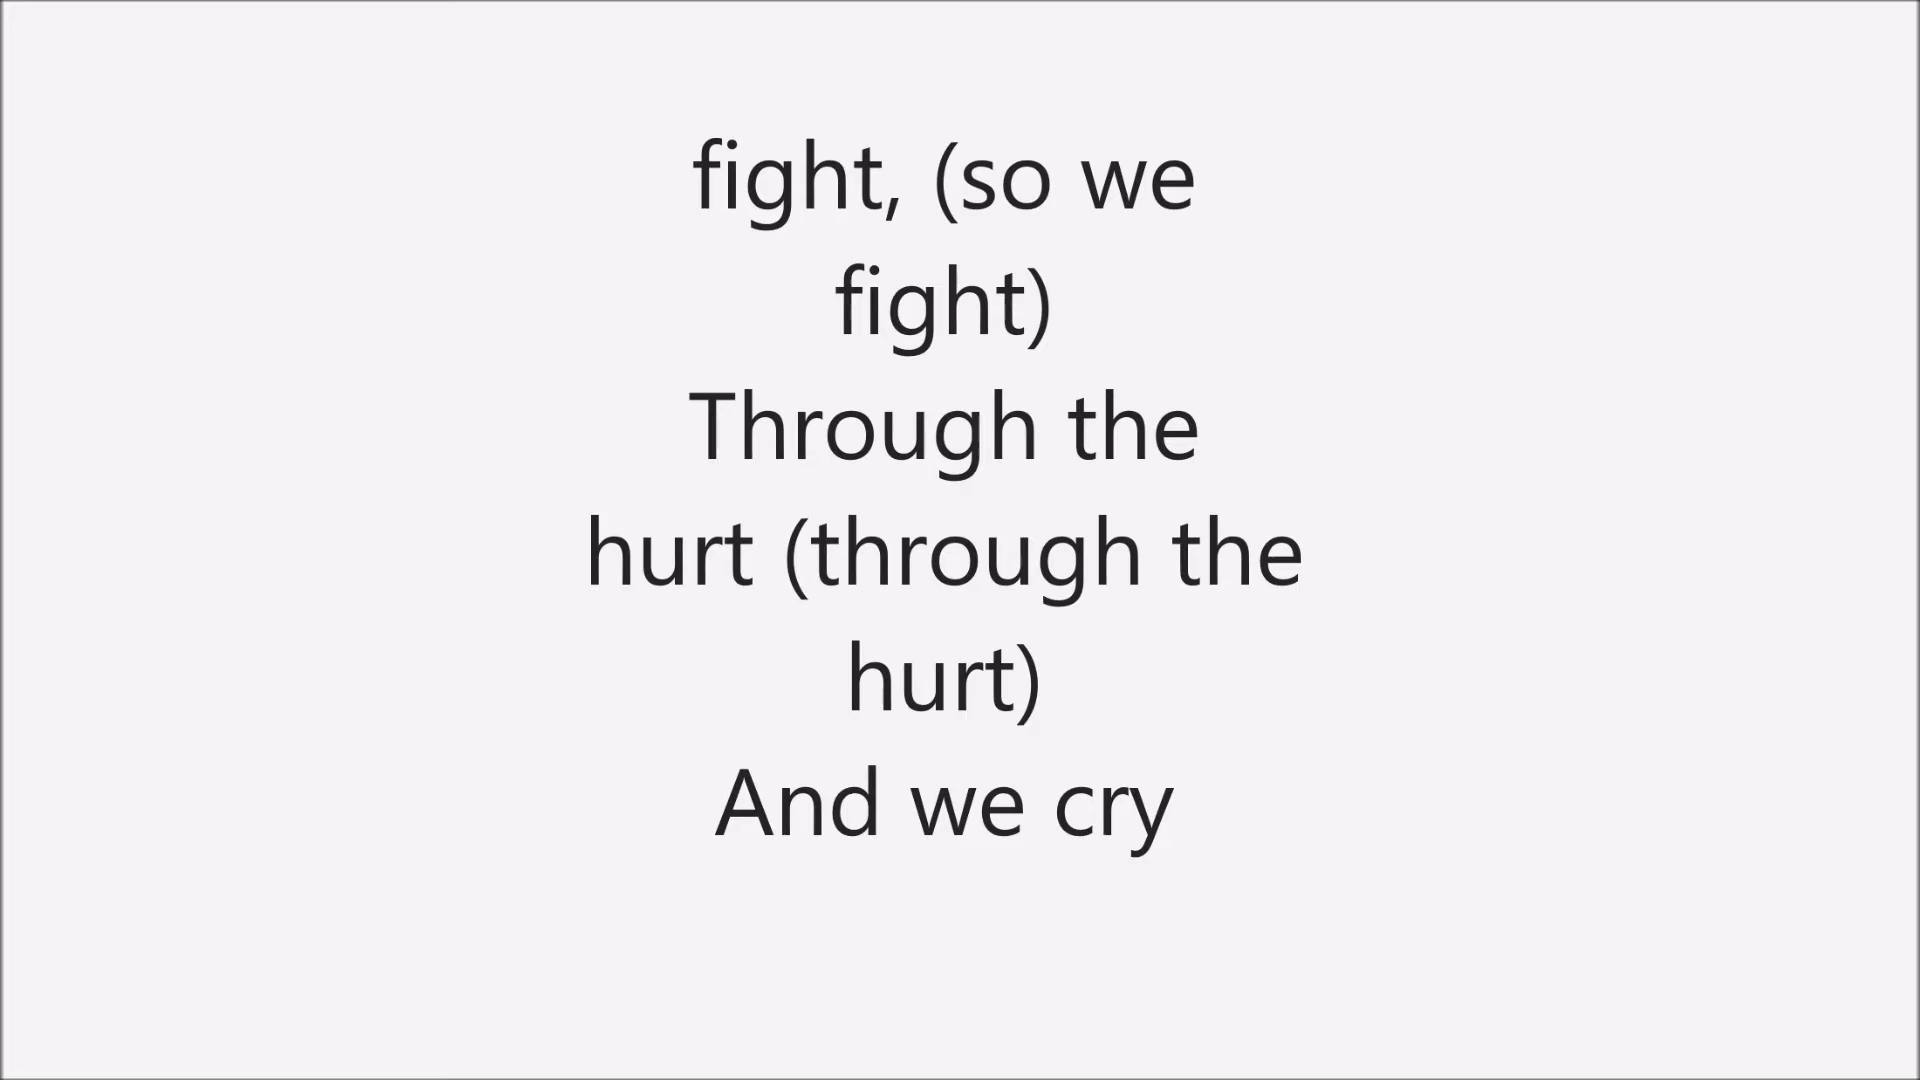 fight, (so we
fight)
Through the
hurt (through the
hurt)
And we cry